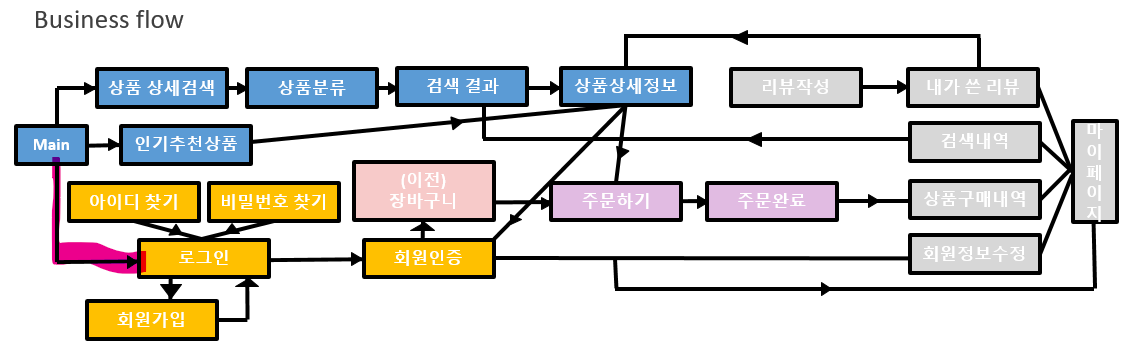 Business flow
상품 상세검색
상품분류
검색 결과
상품상세정보
리뷰작성
내가 쓴 리뷰
Main
인기추천상품
검색내역
마이페이지
아이디 찾기
비밀번호 찾기
(이전)
장바구니
주문하기
주문완료
상품구매내역
로그인
회원인증
회원정보수정
회원가입